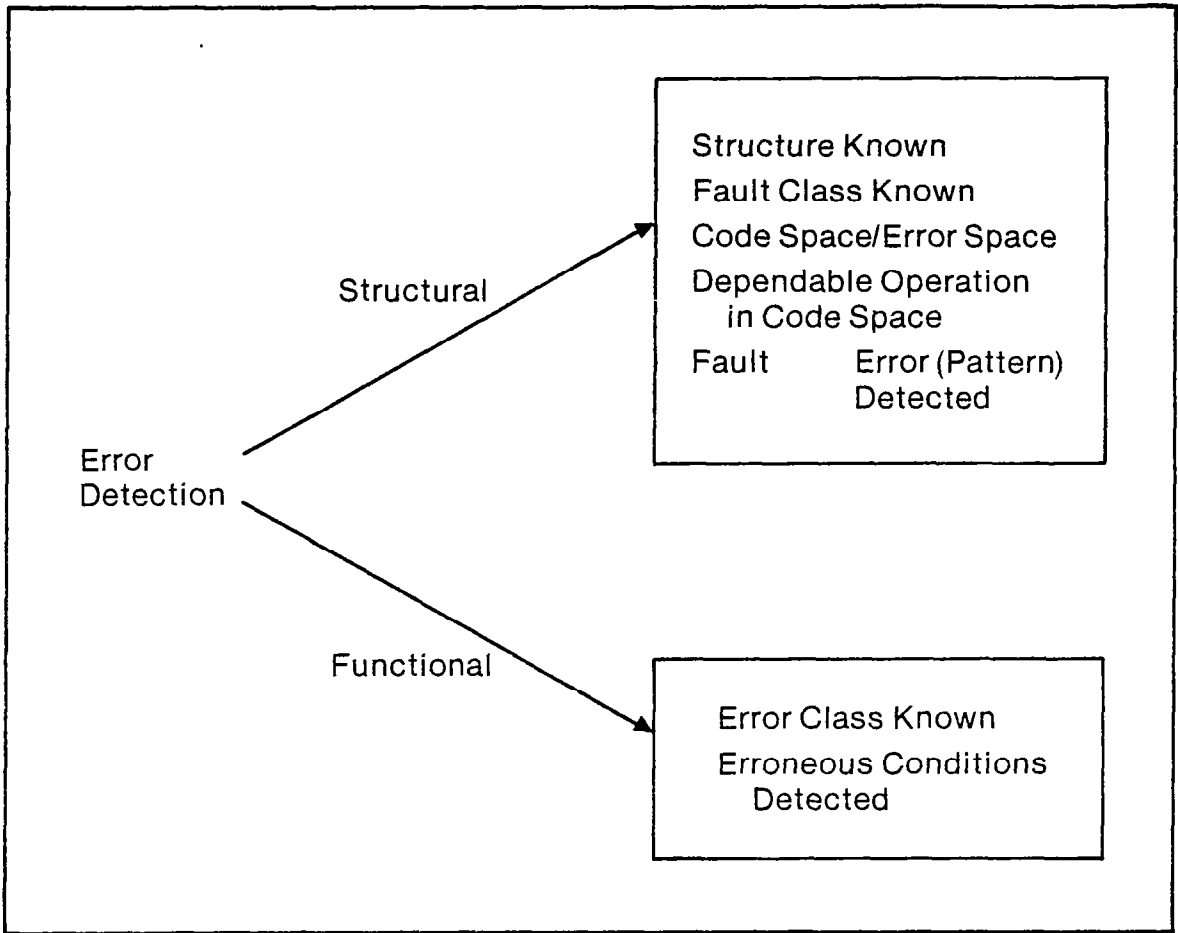 Structure Known
Fault Class Known
Code Space/Error Space
Dependable Operation
in Code Space
Fault Error (Pattern)
Detected
Structural
Error
Detection
Functional
Error Class Known
Erroneous Conditions
Detected